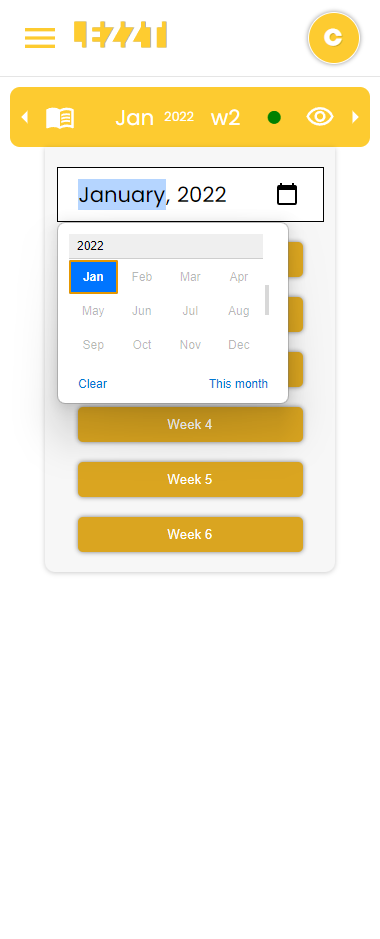 LEZZZT
C
Jan 2022 w2
January, 2022
2022
Jan Feb Mar Apr
May Jun Jul Aug
Sep Oct Nov Dec
Clear This month
Week 4
Week 5
Week 6